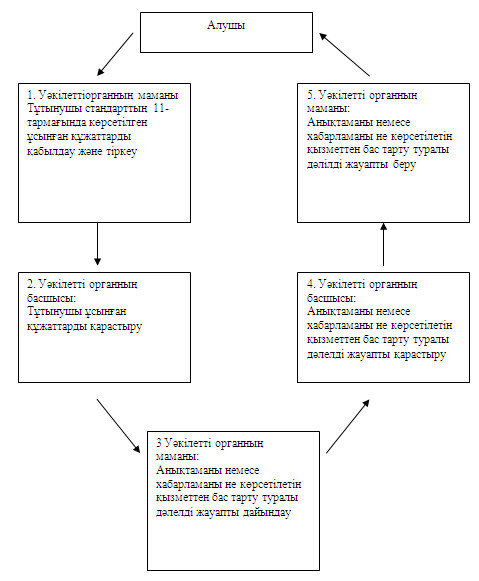 Алушы
1. Уәкілеттіорганның маманы
Тұтынушы стандарттың 11-
тармағында көрсетілген
ұсынған құжаттарды
қабылдау және тіркеу
2. Уәкілетті органның
басшысы:
Тұтынушы ұсынған
құжаттарды қарастыру
3 Уәкілетті органның
маманы:
Анықтаманы немесе
хабарламаны не көрсетілетін
қызметтен бас тарту туралы
дәлелді жауапты дайындау
4. Уәкілетті органның
басшысы:
Анықтаманы немесе
хабарламаны не көрсетілетін
қызметтен бас тарту туралы
дәлелді жауапты қарастыру
5. Уәкілетті органның
маманы:
Анықтаманы немесе
хабарламаны не көрсетілетін
қызметтен бас тарту туралы
дәлілді жауапты беру